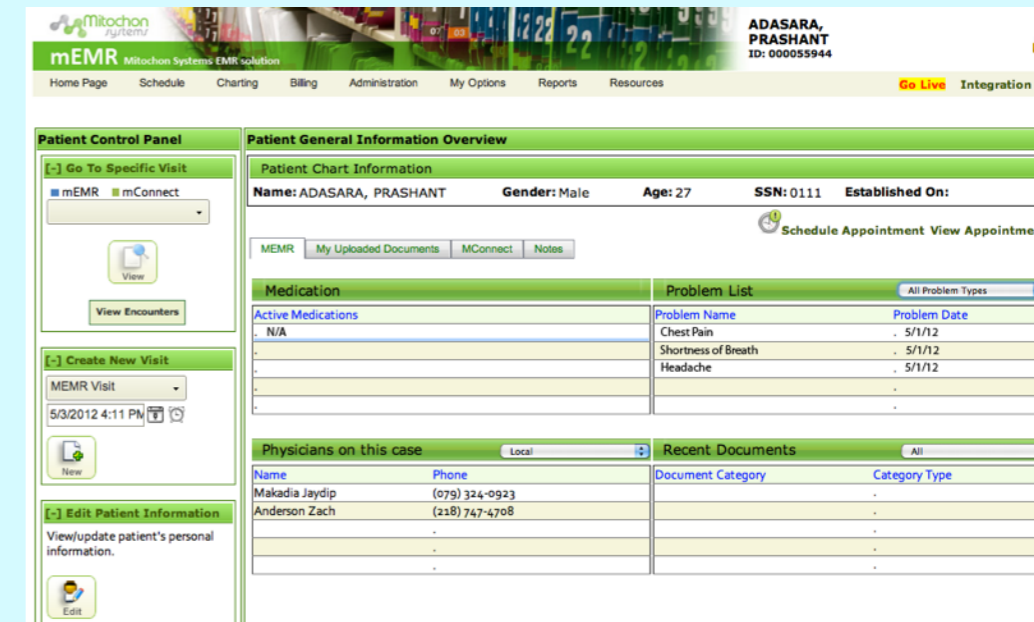 Mitochon
systems
mEMR Mitochon Systems EMR solution
07 03
ADASARA,
PRASHANT
ID: 000055944
Home Page Schedule Charting Billing Administration My Options Reports Resources Go Live Integration
Patient Control Panel
[-] Go To Specific Visit
mEMR mConnect
View
View Encounters
[-] Create New Visit
MEMR Visit
5/3/2012 4:11 PM
New
[-] Edit Patient Information
View/update patient's personal
information.
Edit
Patient General Information Overview
Patient Chart Information
Name: ADASARA, PRASHANT Gender: Male Age: 27 SSN: 0111 Established On:
Schedule Appointment View Appointme
MEMR My Uploaded Documents MConnect Notes
Medication
Active Medications
. N/A
.
.
.
.
Problem List All Problem Types
Problem Name Problem Date
Chest Pain . 5/1/12
Shortness of Breath . 5/1/12
Headache . 5/1/12
.
.
Physicians on this case Local
Name Phone
Makadia Jaydip (079) 324-0923
Anderson Zach (218) 747-4708
.
.
.
Recent Documents All
Document Category Category Type
.
.
.
.
.